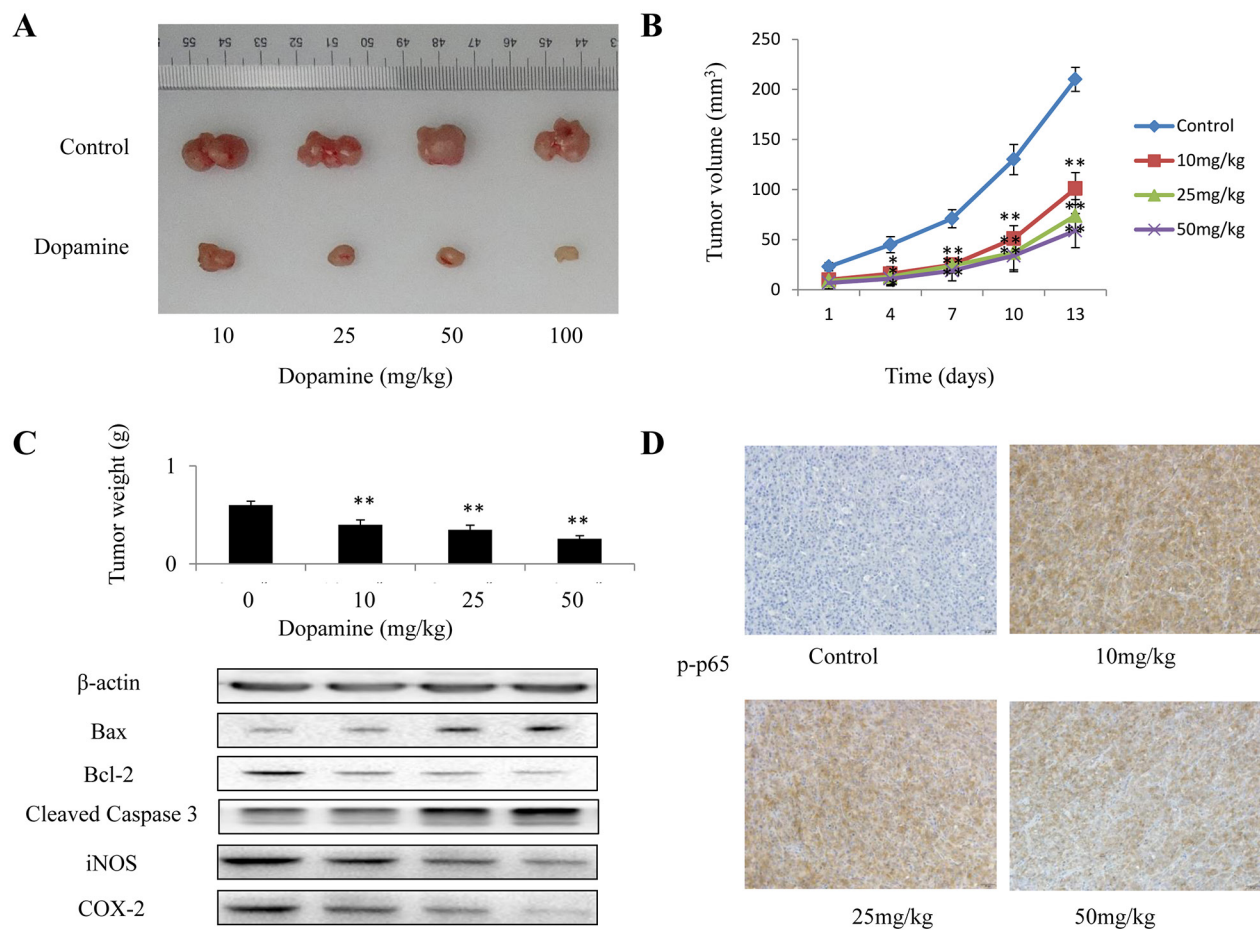 A
55 54 53 52 51 50 49 48 47 46 45 44
Control
Dopamine
10 25 50 100
Dopamine (mg/kg)
B
Tumor volume (mm³)
250
200
150
100
50
0
** 
**
**
**
**
**
**
**
**
*
*
*
1 4 7 10 13
Time (days)
Control
10mg/kg
25mg/kg
50mg/kg
C
Tumor weight (g)
1
0
** ** **
0 10 25 50
Dopamine (mg/kg)
β-actin
Bax
Bcl-2
Cleaved Caspase 3
iNOS
COX-2
D
p-p65
Control
10mg/kg
25mg/kg
50mg/kg